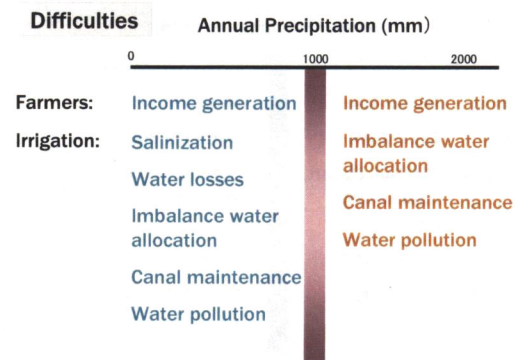 Difficulties
Annual Precipitation (mm)
0 1000 2000
Farmers: Income generation Income generation
Irrigation: Salinization Imbalance water
allocation
Water losses
Canal maintenance
Imbalance water
allocation
Water pollution
Canal maintenance
Water pollution